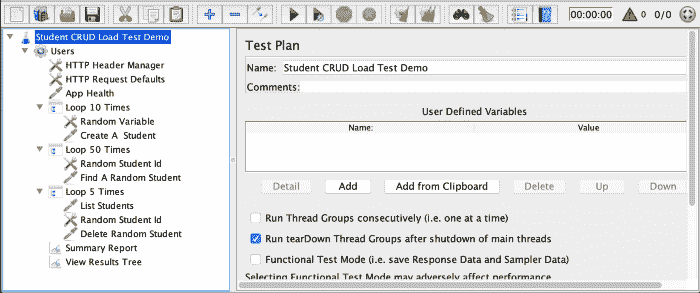 00:00:00 0 0/0
Student CRUD Load Test Demo
Users
HTTP Header Manager
HTTP Request Defaults
App Health
Loop 10 Times
Random Variable
Create A  Student
Loop 50 Times
Random Student Id
Find A Random Student
Loop 5 Times
List Students
Random Student Id
Delete Random Student
Summary Report
View Results Tree
Test Plan
Name: Student CRUD Load Test Demo
Comments:
User Defined Variables
Name: Value
Detail Add Add from Clipboard Delete Up Down
Run Thread Groups consecutively (i.e. one at a time)
Run tearDown Thread Groups after shutdown of main threads
Functional Test Mode (i.e. save Response Data and Sampler Data)
Selecting Functional Test Mode may adversely affect performance